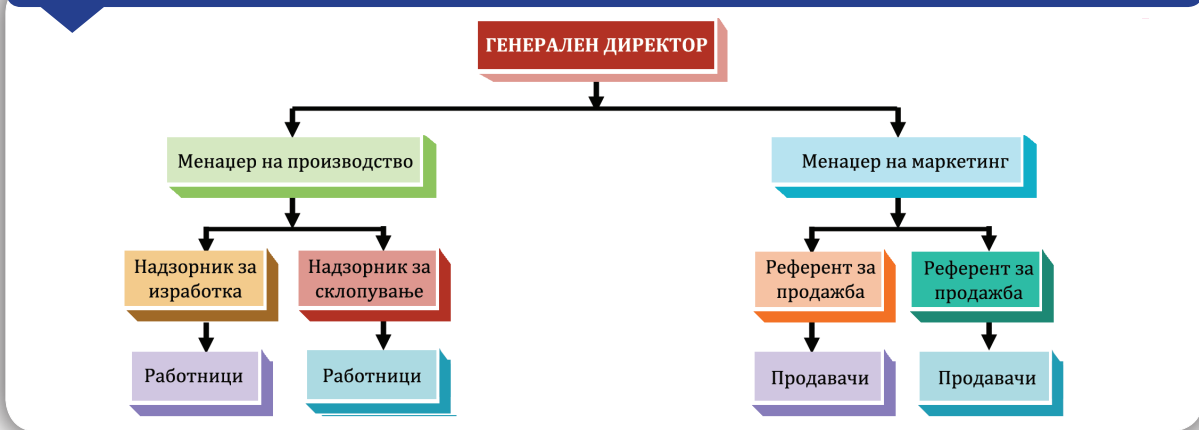 ГЕНЕРАЛЕН ДИРЕКТОР
Менаџер на производство
Менаџер на маркетинг
Надзорник за
изработка
Надзорник за
склопување
Референт за
продажба
Референт за
продажба
Работници
Работници
Продавачи
Продавачи